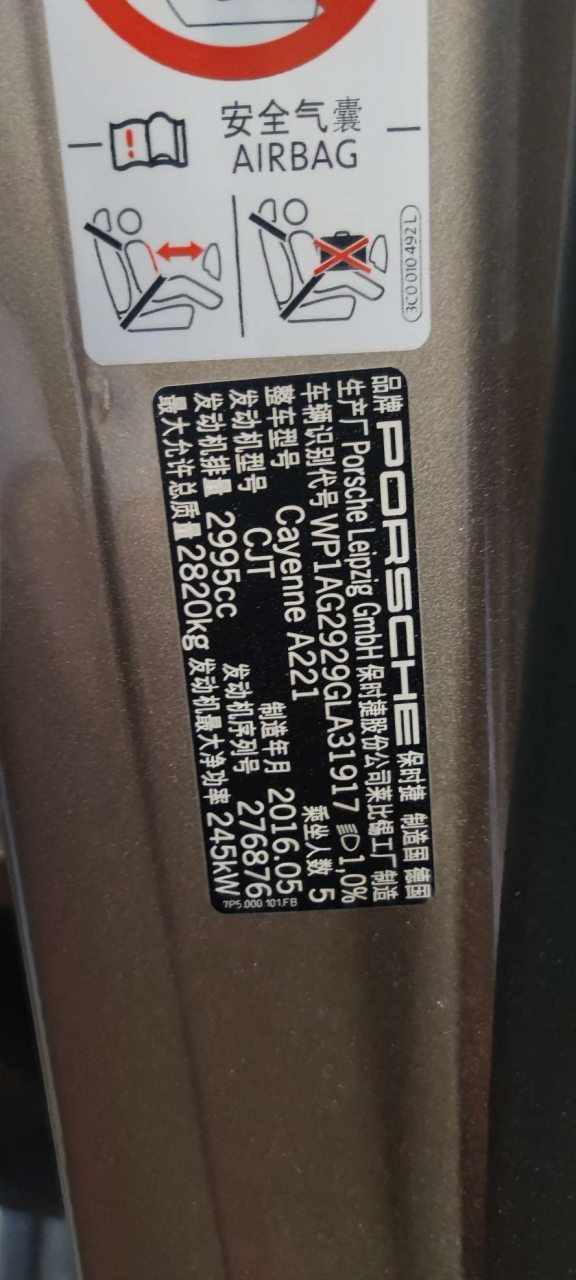 安全气囊
AIRBAG
3C0 010 492 L
品牌 PORSCHE 保时捷 制造国 德国
生产厂 Porsche Leipzig GmbH 保时捷股份公司莱比锡工厂制造
车辆识别代号 WP1AG2929GLA31917 1,0%
整车型号 Cayenne A221 乘坐人数 5
发动机型号 CJT 制造年月 2016.05
发动机排量 2995cc 发动机序列号 276876
最大允许总质量 2820kg 发动机最大净功率 245kW
7P5.000.101.FB